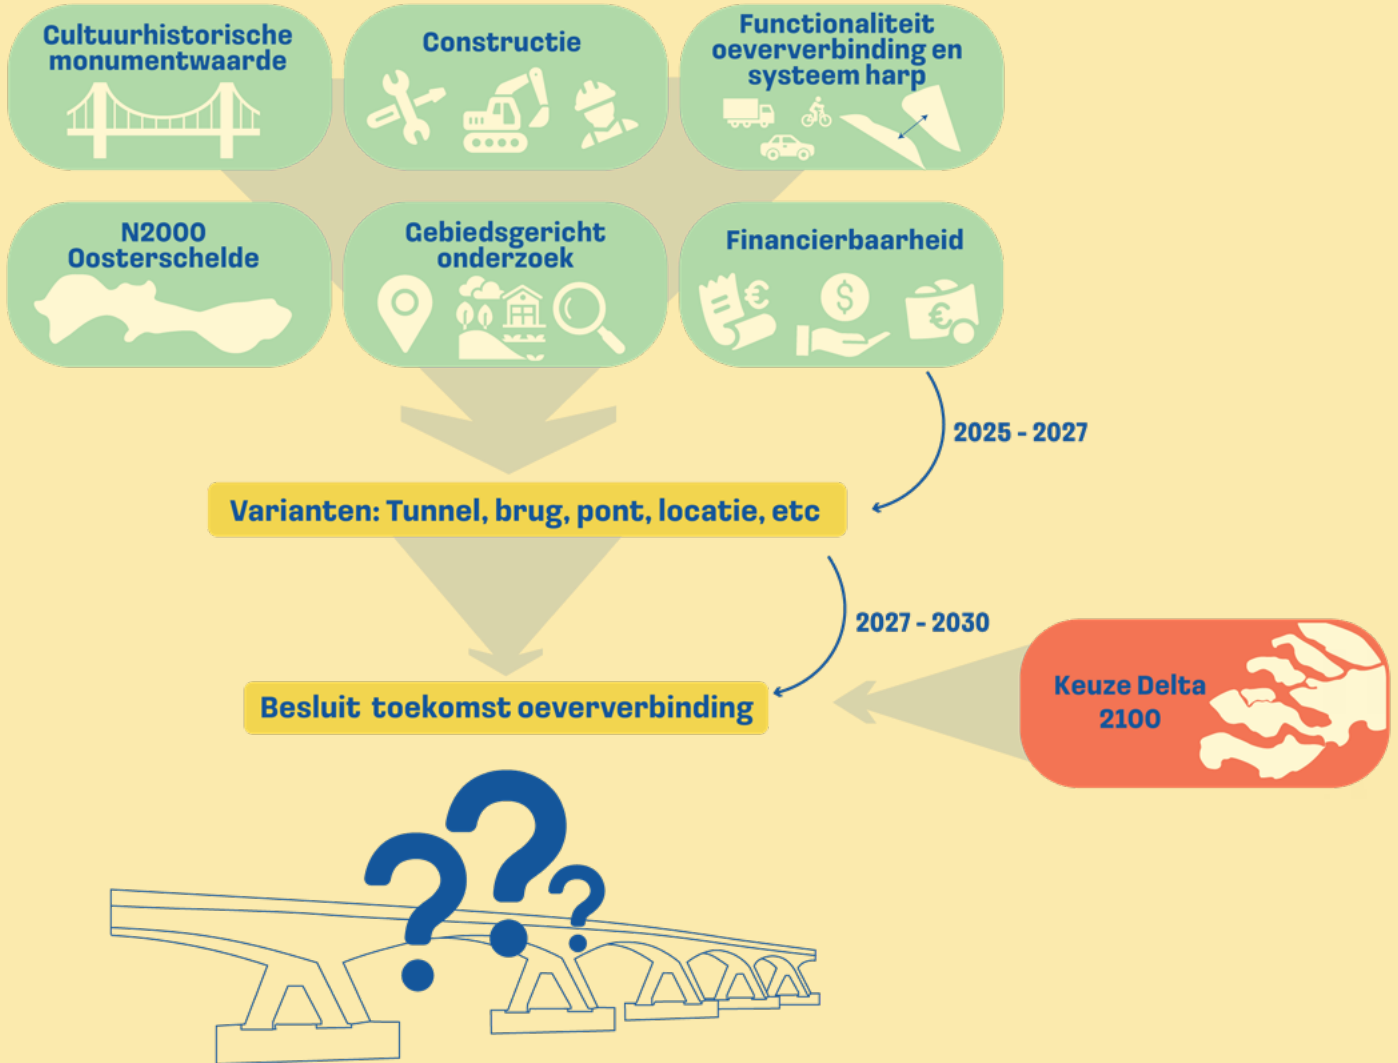 Cultuurhistorische
monumentwaarde
Constructie
Functionaliteit
oeververbinding en
systeem harp
N2000
Oosterschelde
Gebiedsgericht
onderzoek
Financierbaarheid
€
$
€
2025 - 2027
Varianten: Tunnel, brug, pont, locatie, etc
2027 - 2030
Besluit toekomst oeververbinding
Keuze Delta
2100
? ? ?